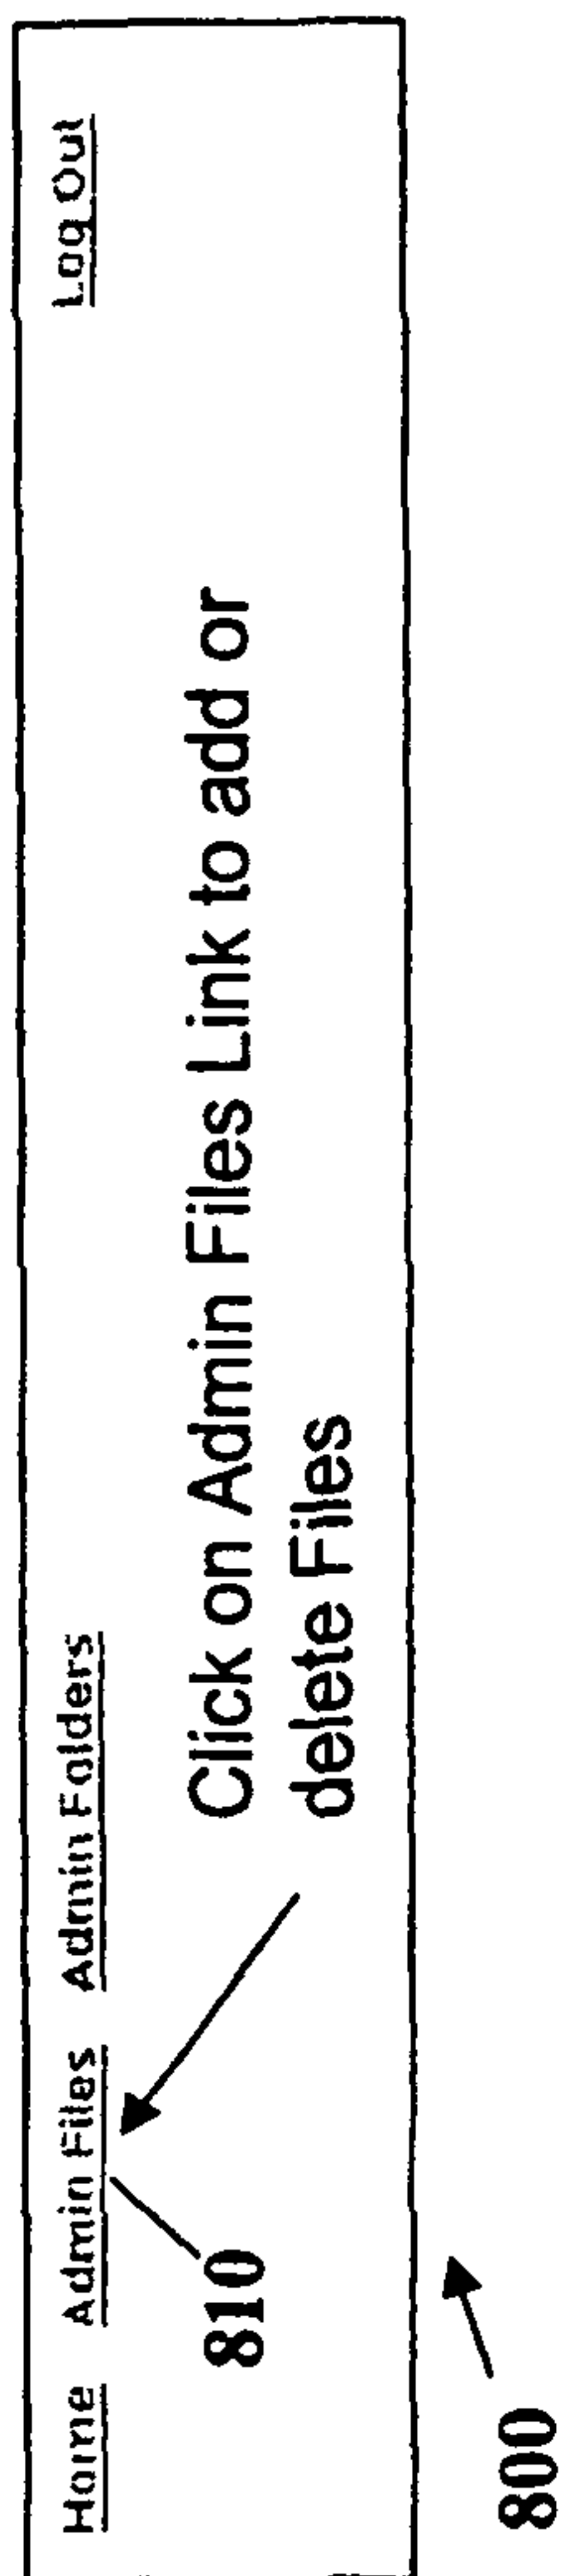 Home Admin Files Admin Folders Log Out
Click on Admin Files Link to add or
delete Files
810
800